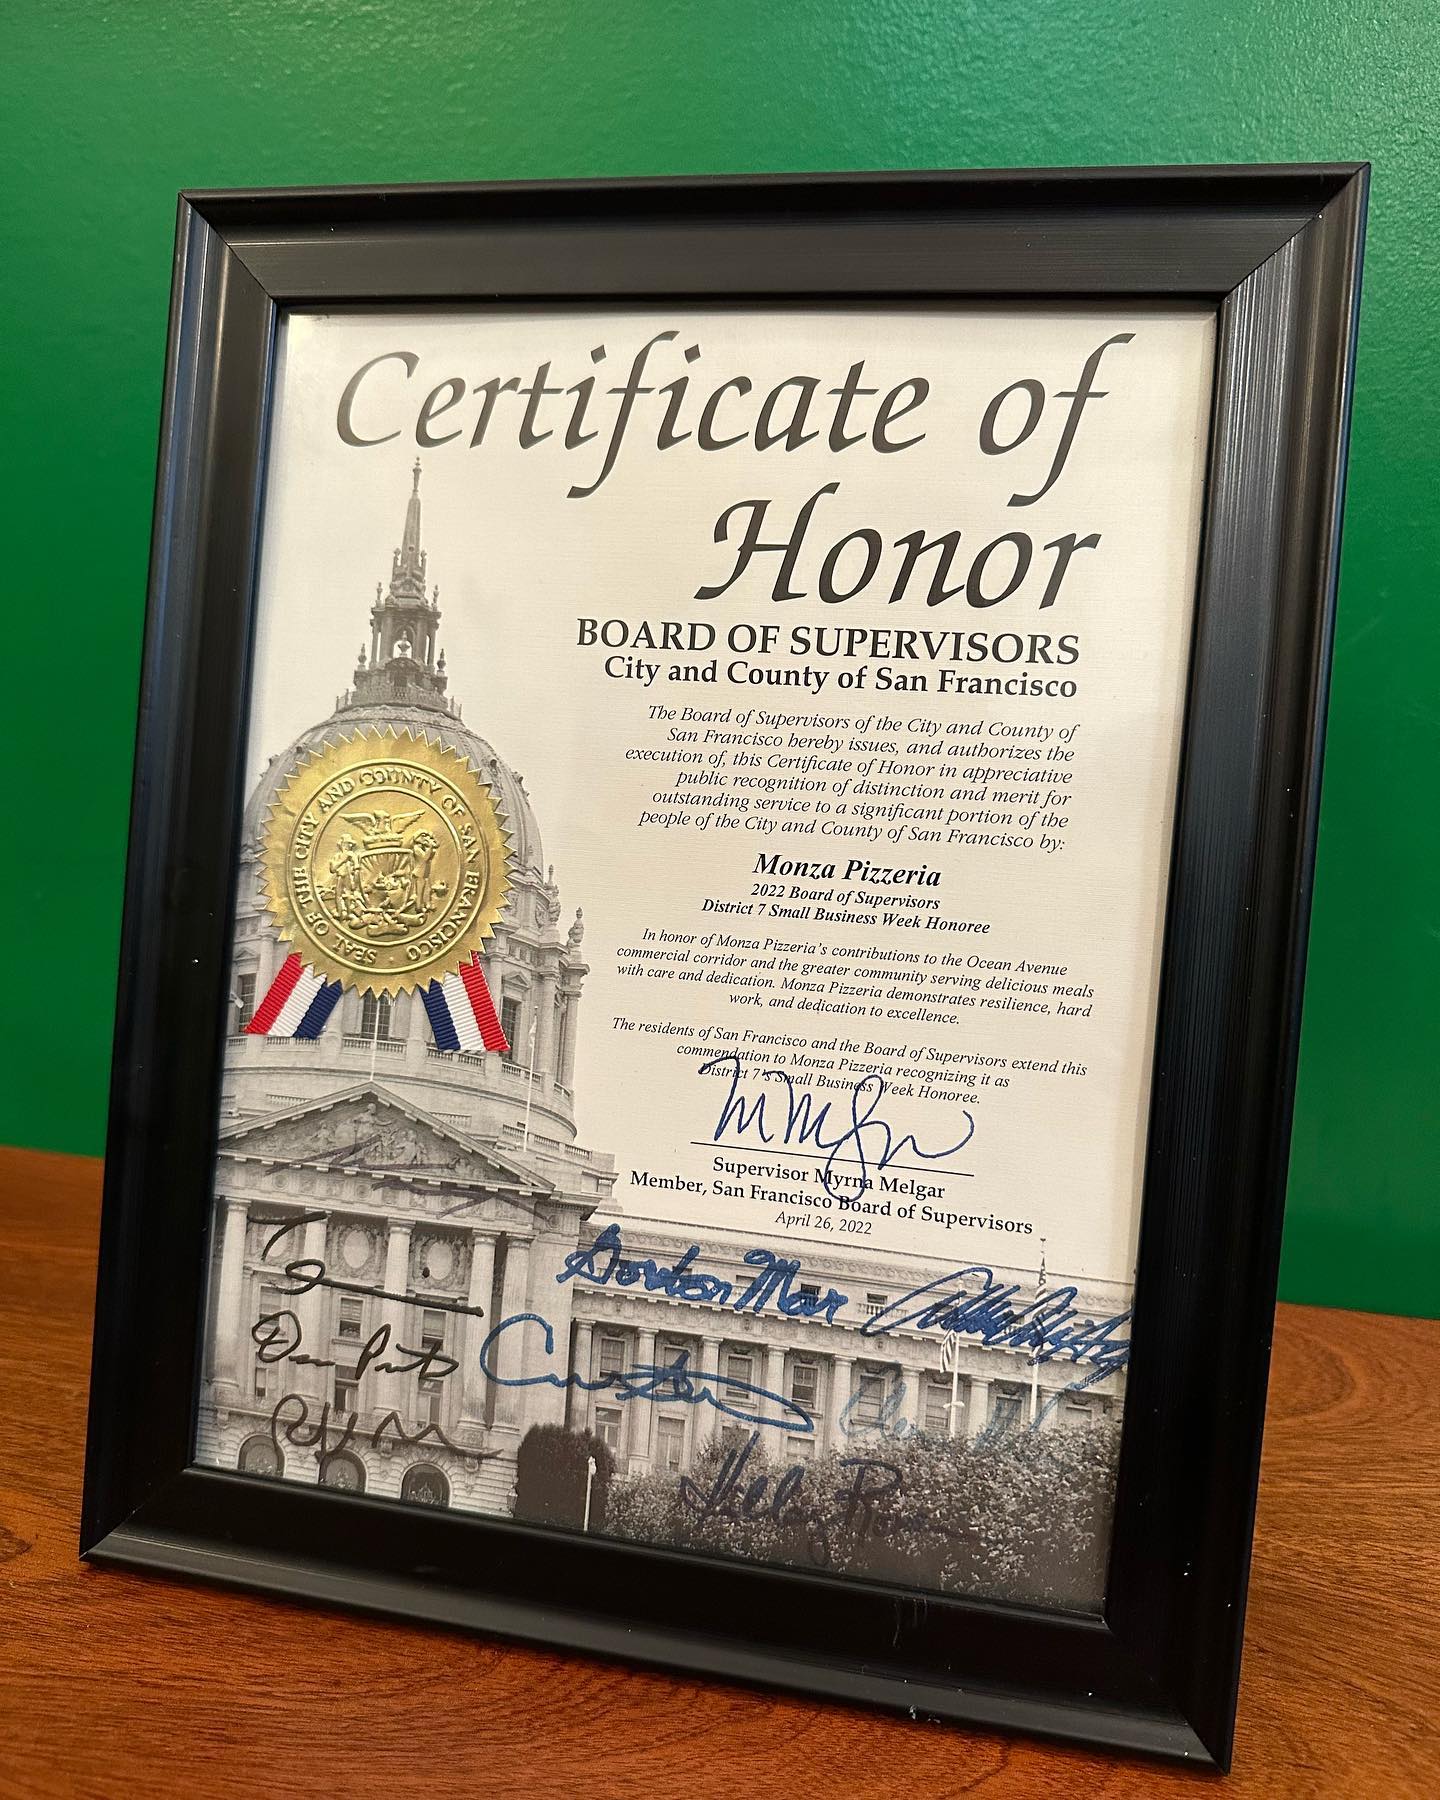 Certificate of
Honor
BOARD OF SUPERVISORS
City and County of San Francisco
The Board of Supervisors of the City and County of
San Francisco hereby issues, and authorizes the
execution of, this Certificate of Honor in appreciative
public recognition of distinction and merit for
outstanding service to a significant portion of the
people of the City and County of San Francisco by:
SEAL OF THE CITY AND COUNTY OF SAN FRANCISCO
Monza Pizzeria
2022 Board of Supervisors
District 7 Small Business Week Honoree
In honor of Monza Pizzeria's contributions to the Ocean Avenue
commercial corridor and the greater community serving delicious meals
with care and dedication. Monza Pizzeria demonstrates resilience, hard
work, and dedication to excellence.
The residents of San Francisco and the Board of Supervisors extend this
commendation to Monza Pizzeria recognizing it as
District 7's Small Business Week Honoree.
Supervisor Myrna Melgar
Member, San Francisco Board of Supervisors
April 26, 2022
Gordon Mar